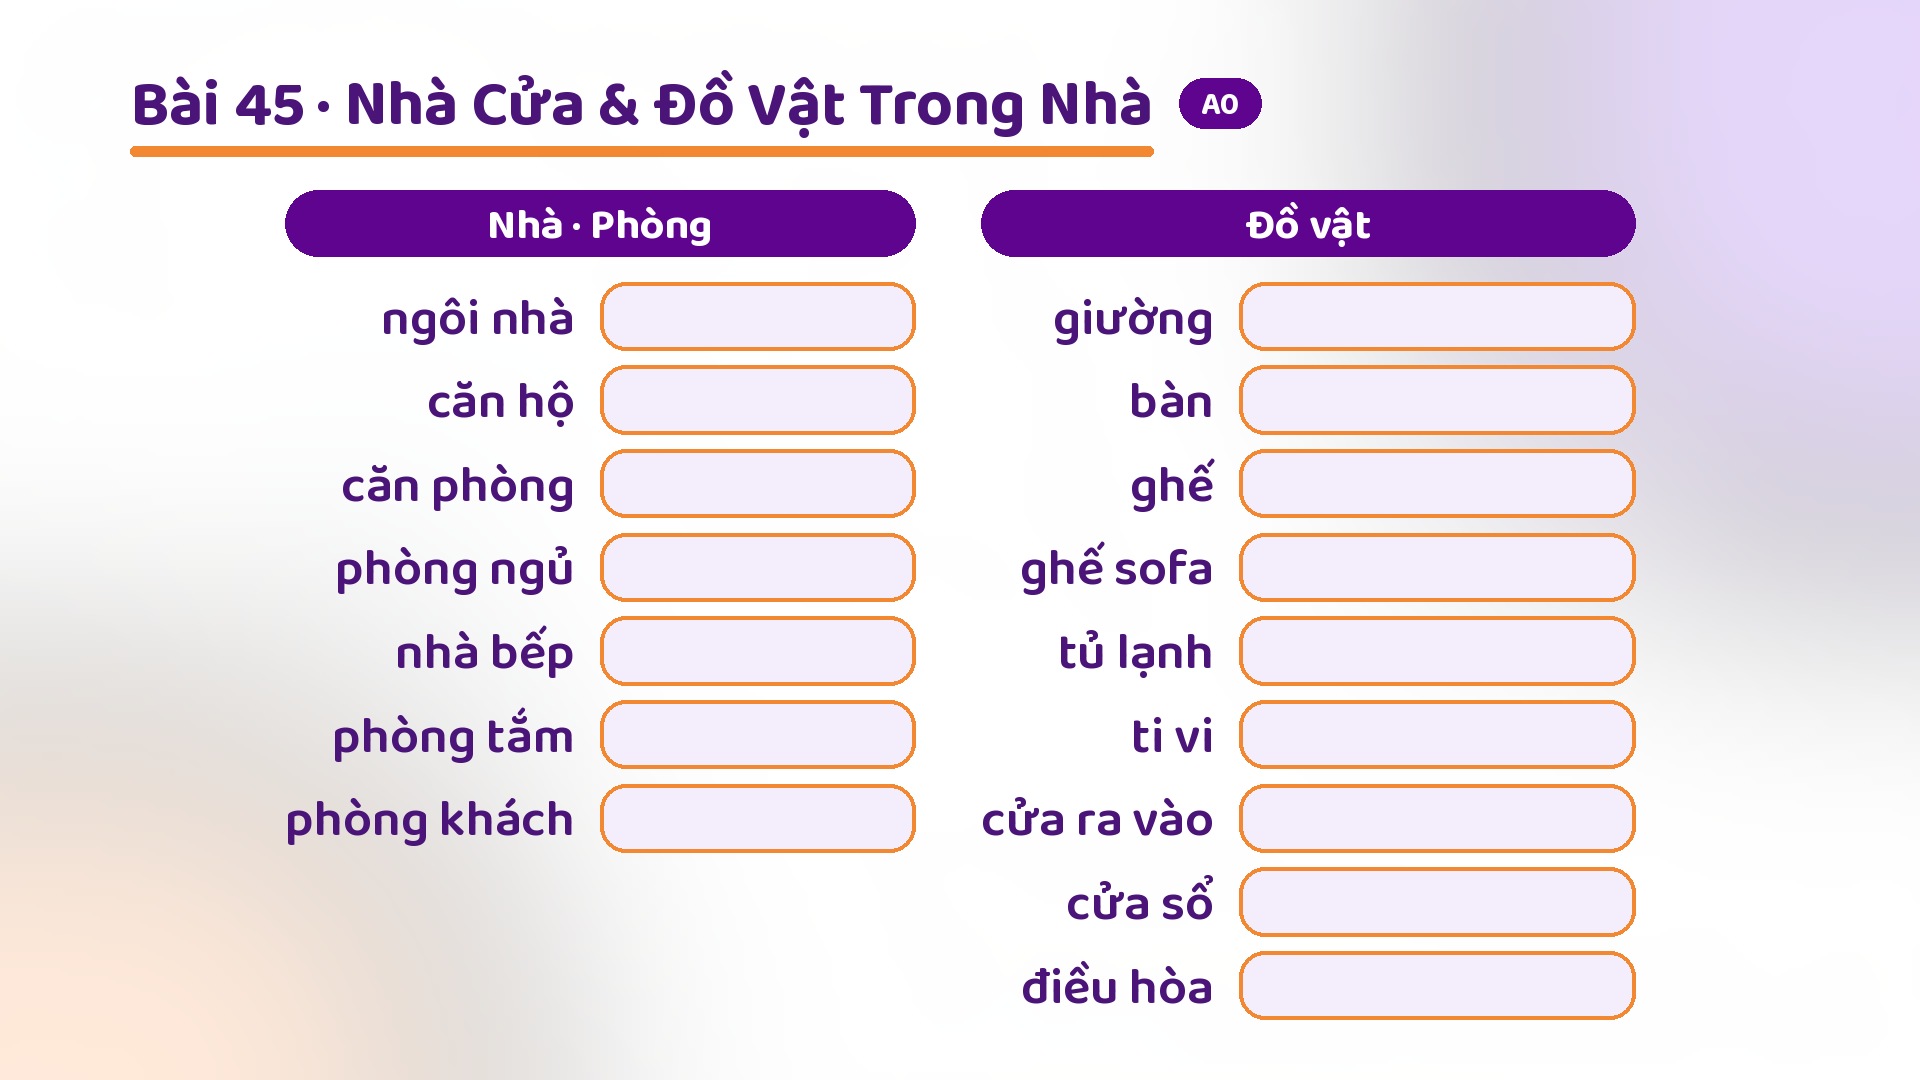 Bài 45 · Nhà Cửa & Đồ Vật Trong Nhà
A0
Nhà · Phòng
ngôi nhà
căn hộ
căn phòng
phòng ngủ
nhà bếp
phòng tắm
phòng khách
Đồ vật
giường
bàn
ghế
ghế sofa
tủ lạnh
ti vi
cửa ra vào
cửa sổ
điều hòa